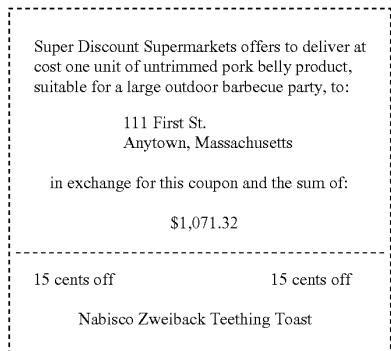 Super Discount Supermarkets offers to deliver at
cost one unit of untrimmed pork belly product,
suitable for a large outdoor barbecue party, to:
111 First St.
Anytown, Massachusetts
in exchange for this coupon and the sum of:
$1,071.32
15 cents off 15 cents off
Nabisco Zweiback Teething Toast